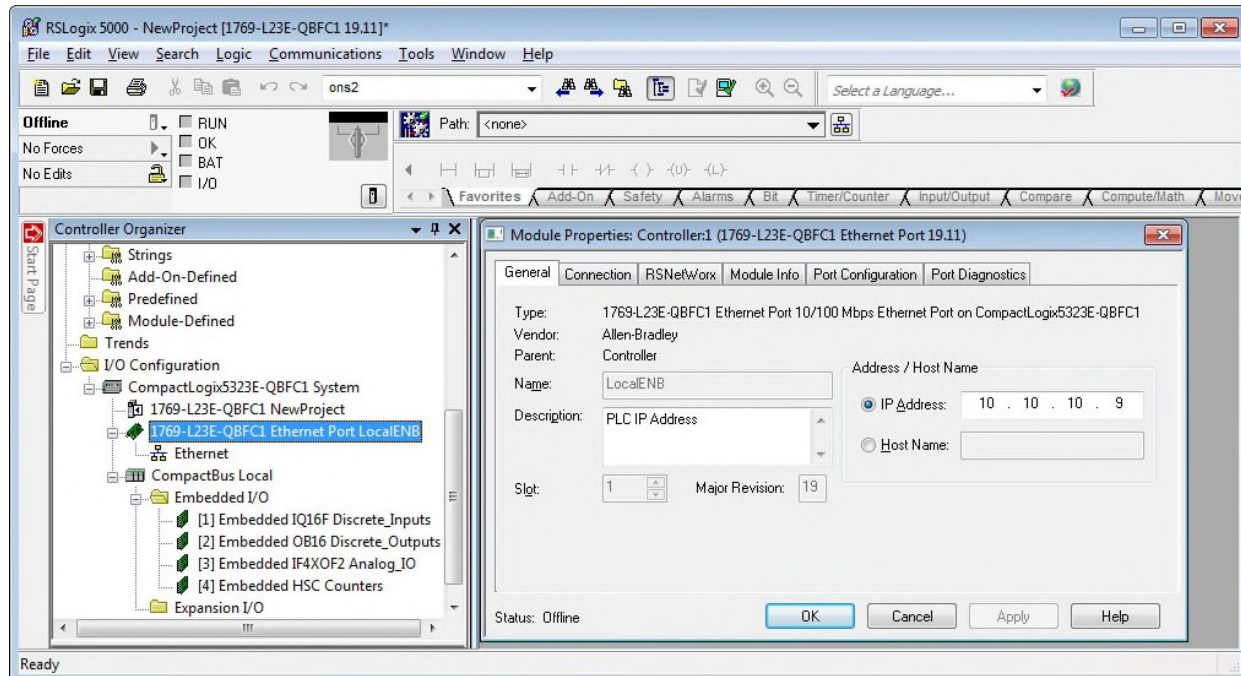 RSLogix 5000 - NewProject [1769-L23E-QBFC1 19.11]*
File Edit View Search Logic Communications Tools Window Help
ons2
Select a Language...
Offline
RUN
No Forces
OK
No Edits
BAT
I/O
Path: <none>
(U) (L)
Favorites Add-On Safety Alarms Bit Timer/Counter Input/Output Compare Compute/Math Mov
Start Page
Controller Organizer
Strings
Add-On-Defined
Predefined
Module-Defined
Trends
I/O Configuration
CompactLogix5323E-QBFC1 System
1769-L23E-QBFC1 NewProject
1769-L23E-QBFC1 Ethernet Port LocalENB
Ethernet
CompactBus Local
Embedded I/O
[1] Embedded IQ16F Discrete_Inputs
[2] Embedded OB16 Discrete_Outputs
[3] Embedded IF4XOF2 Analog_IO
[4] Embedded HSC Counters
Expansion I/O
Module Properties: Controller:1 (1769-L23E-QBFC1 Ethernet Port 19.11)
General Connection RSNetWorx Module Info Port Configuration Port Diagnostics
Type: 1769-L23E-QBFC1 Ethernet Port 10/100 Mbps Ethernet Port on CompactLogix5323E-QBFC1
Vendor: Allen-Bradley
Parent: Controller
Name: LocalENB
Description: PLC IP Address
Address / Host Name
IP Address: 10 . 10 . 10 . 9
Host Name:
Slot: 1 Major Revision: 19
Status: Offline
OK Cancel Apply Help
Ready